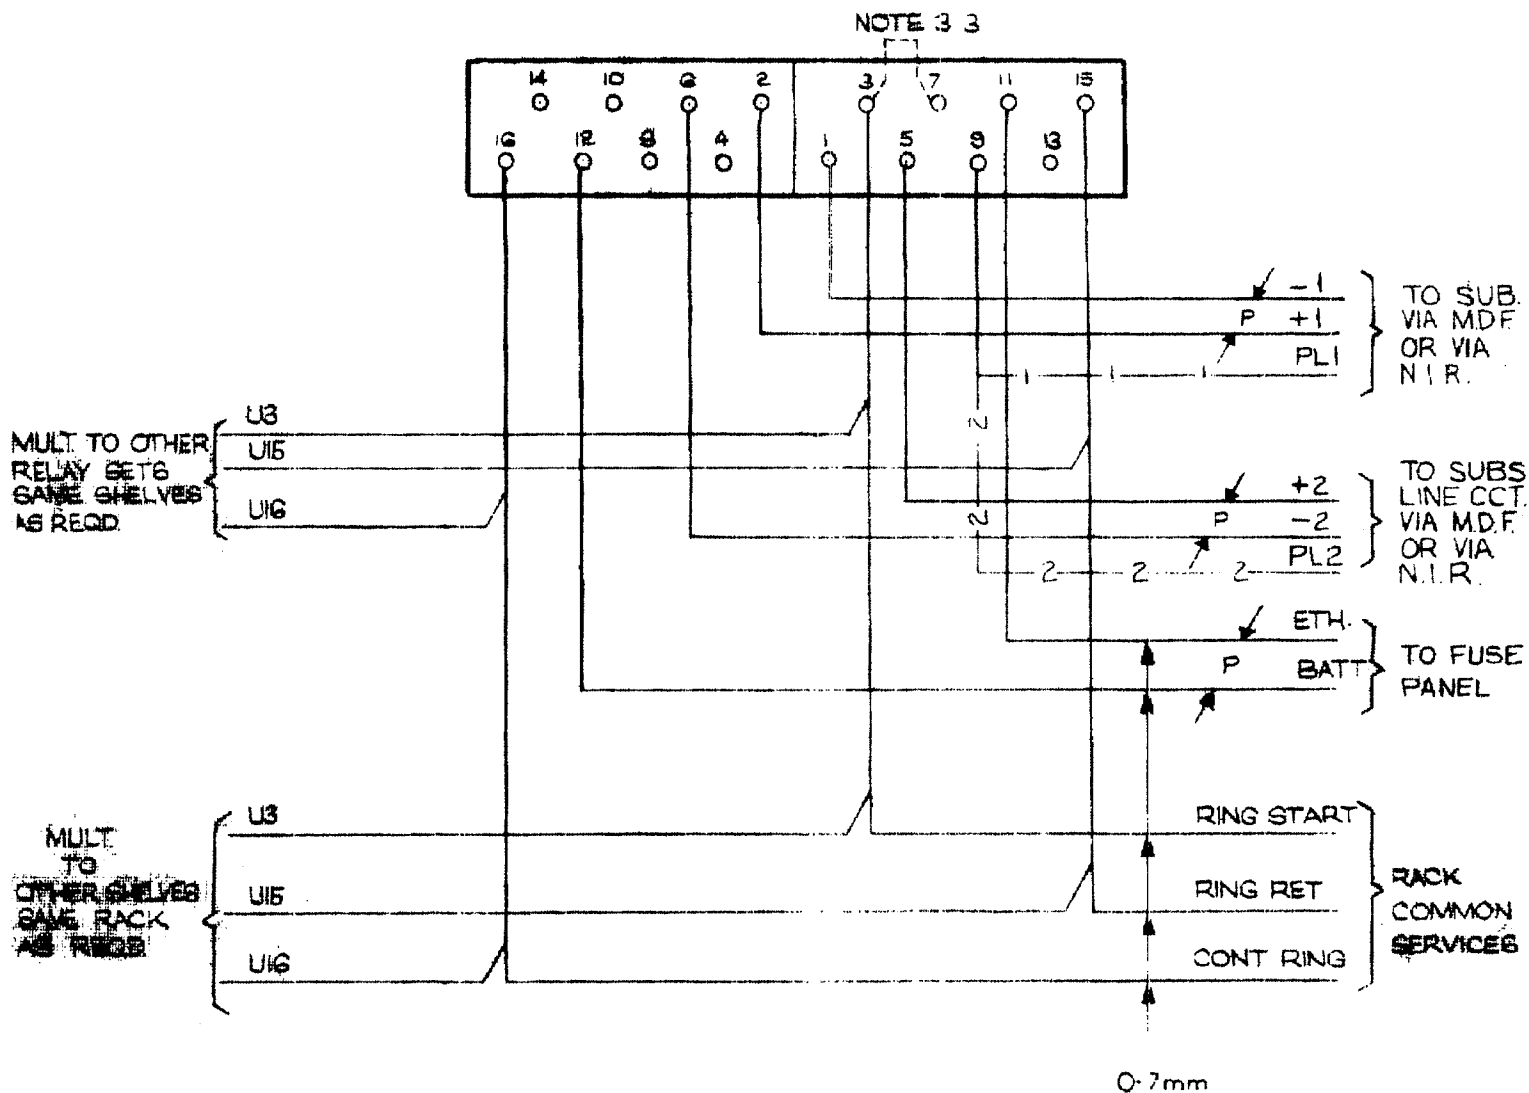 NOTE 3 3
14 10 6 2 3 7 11 15
16 12 8 4 1 5 9 13
-1
P +1
PL1
TO SUB.
VIA M.D.F.
OR VIA
N.I.R.
1 1 1
2
2
U3
U15
U16
MULT TO OTHER
RELAY SETS
SAME SHELVES
AS REQD.
+2
P -2
PL2
2 2 2
TO SUBS
LINE CCT.
VIA M.D.F.
OR VIA
N.I.R.
ETH.
P BATT
TO FUSE
PANEL
U3
U15
U16
MULT
TO
OTHER SHELVES
SAME RACK
AS REQD.
RING START
RING RET
CONT RING
RACK
COMMON
SERVICES
0.7mm